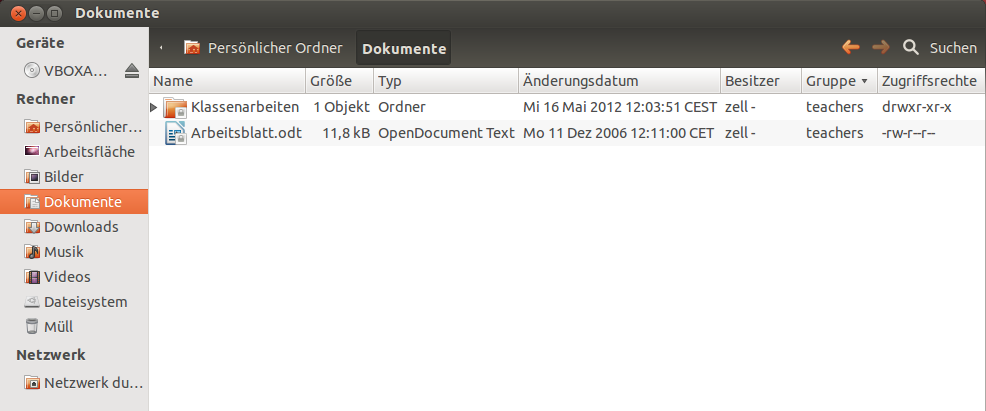 Dokumente
Geräte
VBOXA...
Rechner
Persönlicher...
Arbeitsfläche
Bilder
Dokumente
Downloads
Musik
Videos
Dateisystem
Müll
Netzwerk
Netzwerk du...
Persönlicher Ordner Dokumente Suchen
Name Größe Typ Änderungsdatum Besitzer Gruppe Zugriffsrechte
Klassenarbeiten 1 Objekt Ordner Mi 16 Mai 2012 12:03:51 CEST zell - teachers drwxr-xr-x
Arbeitsblatt.odt 11,8 kB OpenDocument Text Mo 11 Dez 2006 12:11:00 CET zell - teachers -rw-r--r--